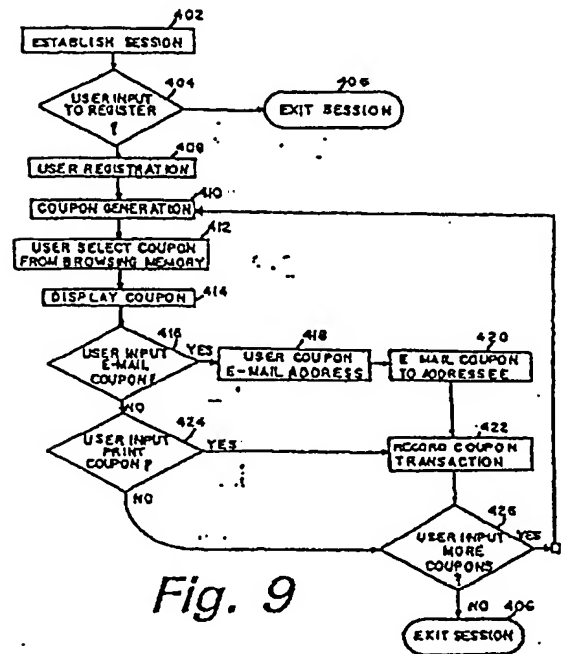 402
ESTABLISH SESSION
404
USER INPUT
TO REGISTER
?
406
EXIT SESSION
408
USER REGISTRATION
410
COUPON GENERATION
412
USER SELECT COUPON
FROM BROWSING MEMORY
DISPLAY COUPON
414
416
USER INPUT
E-MAIL
COUPON?
YES
418
USER COUPON
E-MAIL ADDRESS
420
E MAIL COUPON
TO ADDRESSEE
NO
424
USER INPUT
PRINT
COUPON?
YES
422
RECORD COUPON
TRANSACTION
NO
426
USER INPUT
MORE
COUPONS
?
YES
NO
406
EXIT SESSION
Fig. 9